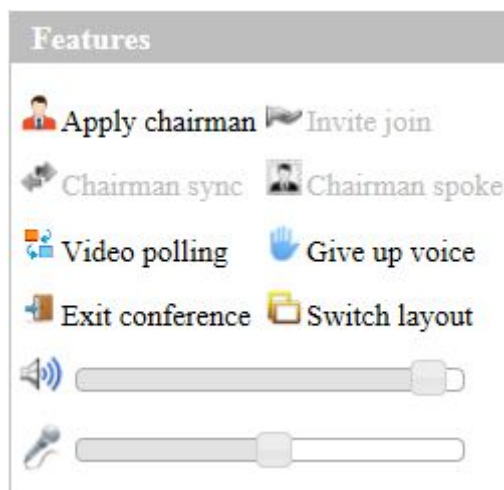 Features
Apply chairman Invite join
Chairman sync Chairman spoke
Video polling Give up voice
Exit conference Switch layout